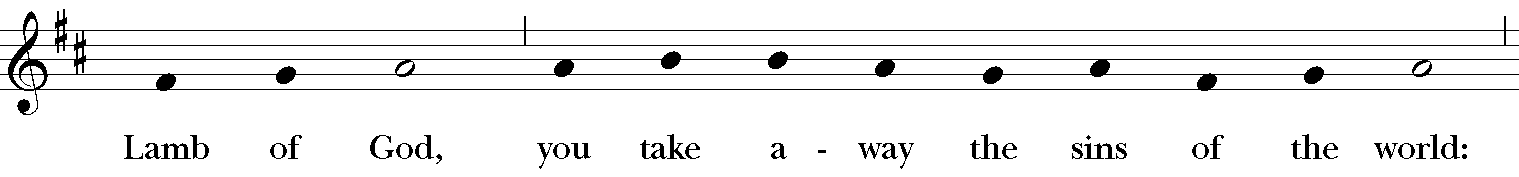 Lamb of God, you take a - way the sins of the world: